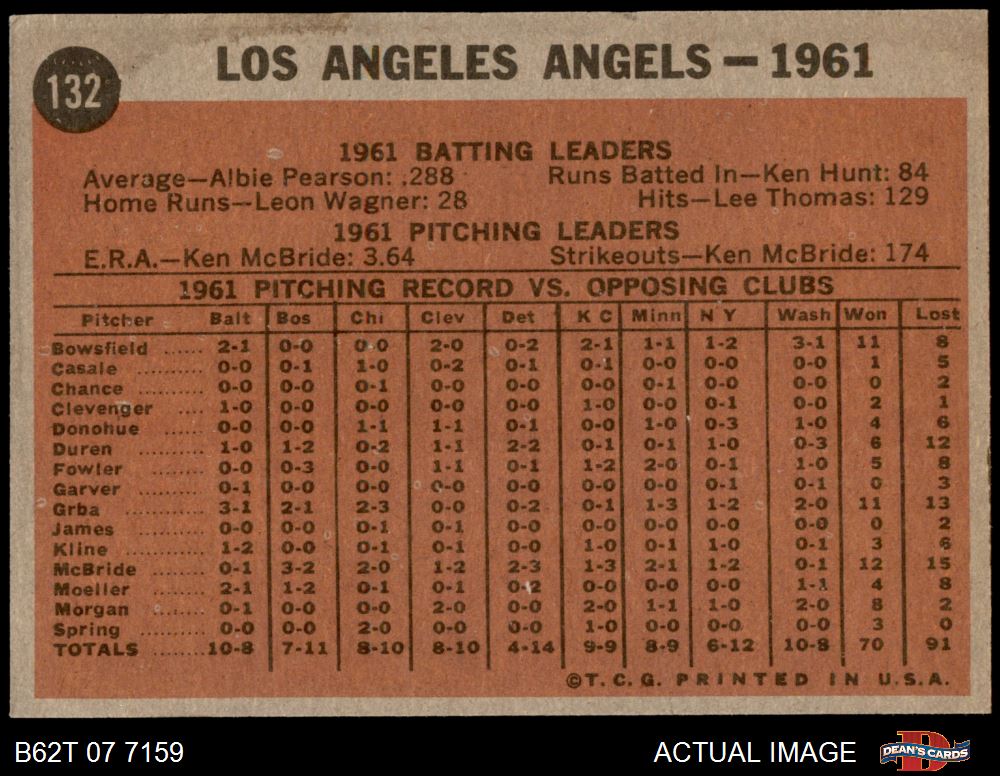 132
LOS ANGELES ANGELS — 1961
1961 BATTING LEADERS
Average—Albie Pearson: .288 Runs Batted In—Ken Hunt: 84
Home Runs—Leon Wagner: 28 Hits—Lee Thomas: 129
1961 PITCHING LEADERS
E.R.A.—Ken McBride: 3.64 Strikeouts—Ken McBride: 174
1961 PITCHING RECORD VS. OPPOSING CLUBS
Pitcher Balt Bos Chi Clev Det K C Minn N Y Wash Won Lost
Bowsfield ...... 2-1 0-0 0-0 2-0 0-2 2-1 1-1 1-2 3-1 11 8
Casale .......... 0-0 0-1 1-0 0-2 0-1 0-1 0-0 0-0 0-0 1 5
Chance ......... 0-0 0-0 0-1 0-0 0-0 0-0 0-1 0-0 0-0 0 2
Clevenger .... 1-0 0-0 0-0 0-0 0-0 1-0 0-0 0-1 0-0 2 1
Donohue ...... 0-0 0-0 1-1 1-1 0-1 0-0 1-0 0-3 1-0 4 6
Duren .......... 1-0 1-2 0-2 1-1 2-2 0-1 0-1 1-0 0-3 6 12
Fowler ......... 0-0 0-3 0-0 1-1 0-1 1-2 2-0 0-1 1-0 5 8
Garver .......... 0-1 0-0 0-0 0-0 0-0 0-0 0-0 0-1 0-1 0 3
Grba ............ 3-1 2-1 2-3 0-0 0-2 0-1 1-3 1-2 2-0 11 13
James .......... 0-0 0-0 0-1 0-1 0-0 0-0 0-0 0-0 0-0 0 2
Kline ............ 1-2 0-0 0-1 0-1 0-0 1-0 0-1 1-0 0-1 3 6
McBride ........ 0-1 3-2 2-0 1-2 2-3 1-3 2-1 1-2 0-1 12 15
Moeller ........ 2-1 1-2 0-1 0-1 0-2 0-0 0-0 0-0 1-1 4 8
Morgan ........ 0-1 0-0 0-0 2-0 0-0 2-0 1-1 1-0 2-0 8 2
Spring .......... 0-0 0-0 2-0 0-0 0-0 1-0 0-0 0-0 0-0 3 0
TOTALS ........ 10-8 7-11 8-10 8-10 4-14 9-9 8-9 6-12 10-8 70 91
©T. C. G. PRINTED IN U.S.A.
B62T 07 7159 ACTUAL IMAGE DEAN'S CARDS